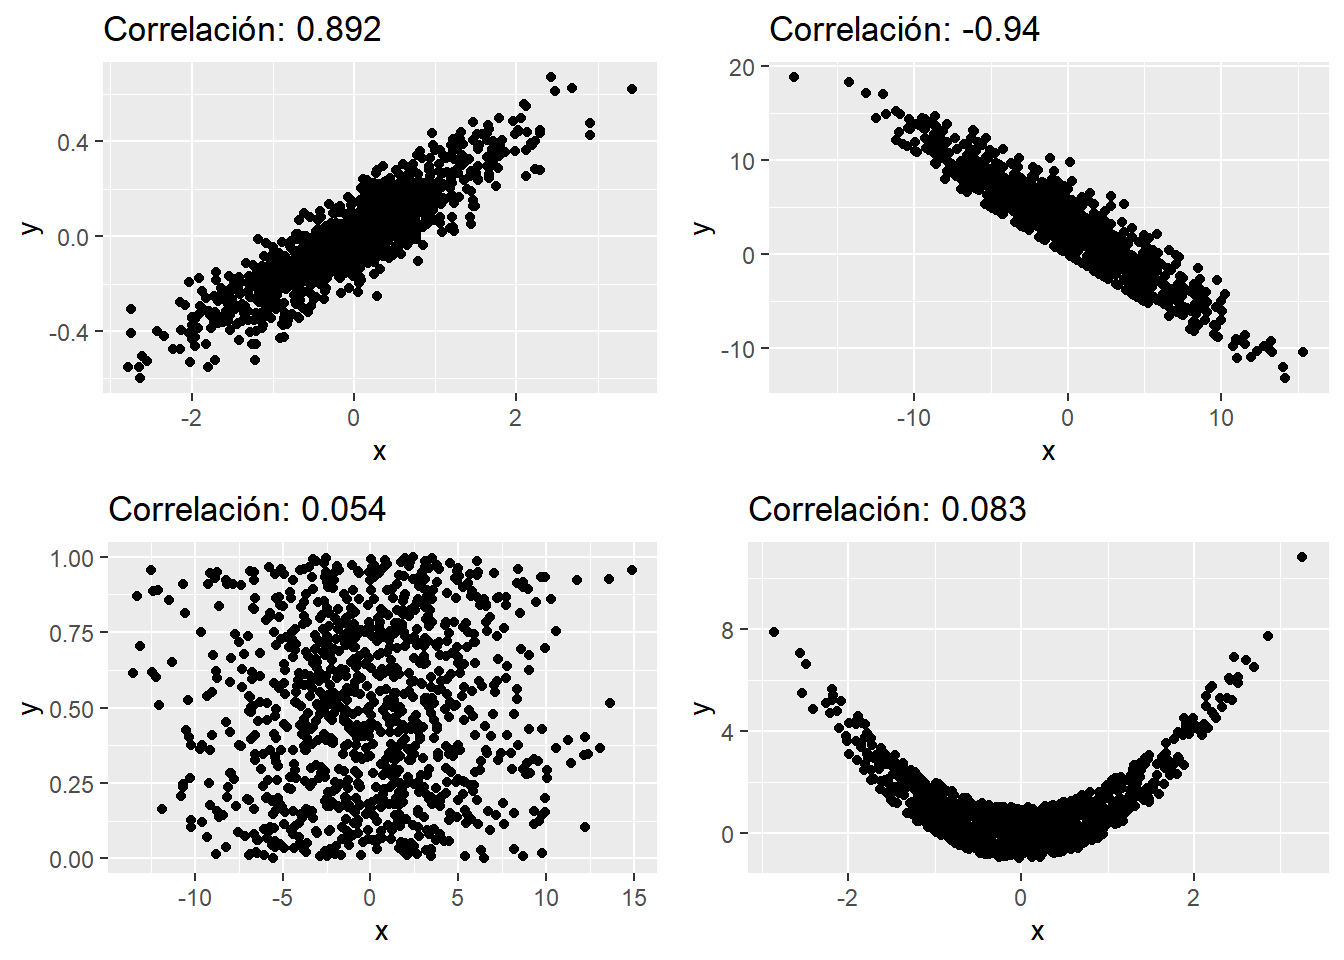 Correlación: 0.892
0.4
0.0
-0.4
y
-2 0 2
x
Correlación: -0.94
20
10
0
-10
y
-10 0 10
x
Correlación: 0.054
1.00
0.75
0.50
0.25
0.00
y
-10 -5 0 5 10 15
x
Correlación: 0.083
8
4
0
y
-2 0 2
x